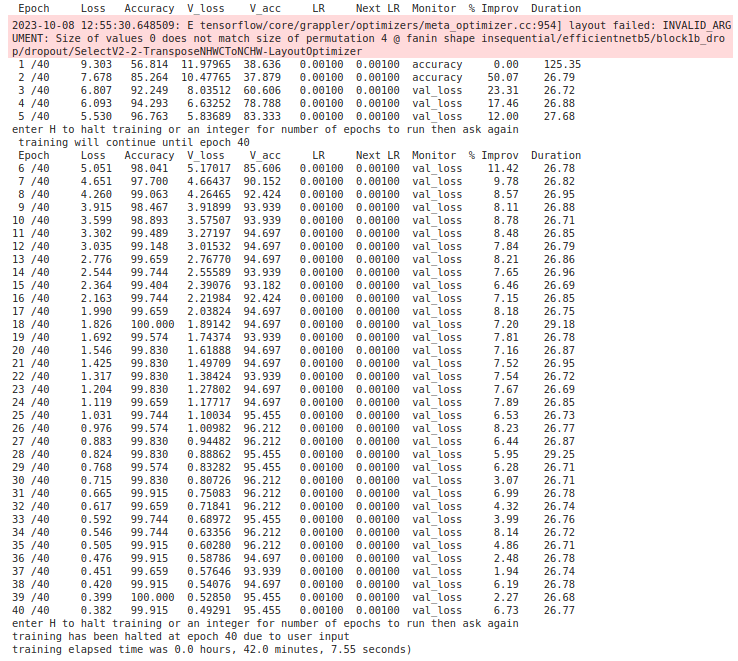 Epoch Loss Accuracy V_loss V_acc LR Next LR Monitor % Improv Duration
2023-10-08 12:55:30.648509: E tensorflow/core/grappler/optimizers/meta_optimizer.cc:954] layout failed: INVALID_ARG
UMENT: Size of values 0 does not match size of permutation 4 @ fanin shape insequential/efficientnetb5/block1b_dro
p/dropout/SelectV2-2-TransposeNHWCToNCHW-LayoutOptimizer
1 /40 9.303 56.814 11.97965 38.636 0.00100 0.00100 accuracy 0.00 125.35
2 /40 7.678 85.264 10.47765 37.879 0.00100 0.00100 accuracy 50.07 26.79
3 /40 6.807 92.249 8.03512 60.606 0.00100 0.00100 val_loss 23.31 26.72
4 /40 6.093 94.293 6.63252 78.788 0.00100 0.00100 val_loss 17.46 26.88
5 /40 5.530 96.763 5.83689 83.333 0.00100 0.00100 val_loss 12.00 27.68
enter H to halt training or an integer for number of epochs to run then ask again
training will continue until epoch 40
Epoch Loss Accuracy V_loss V_acc LR Next LR Monitor % Improv Duration
6 /40 5.051 98.041 5.17017 85.606 0.00100 0.00100 val_loss 11.42 26.78
7 /40 4.651 97.700 4.66437 90.152 0.00100 0.00100 val_loss 9.78 26.82
8 /40 4.260 99.063 4.26465 92.424 0.00100 0.00100 val_loss 8.57 26.95
9 /40 3.915 98.467 3.91899 93.939 0.00100 0.00100 val_loss 8.11 26.88
10 /40 3.599 98.893 3.57507 93.939 0.00100 0.00100 val_loss 8.78 26.71
11 /40 3.302 99.489 3.27197 94.697 0.00100 0.00100 val_loss 8.48 26.85
12 /40 3.035 99.148 3.01532 94.697 0.00100 0.00100 val_loss 7.84 26.79
13 /40 2.776 99.659 2.76770 94.697 0.00100 0.00100 val_loss 8.21 26.86
14 /40 2.544 99.744 2.55589 93.939 0.00100 0.00100 val_loss 7.65 26.96
15 /40 2.364 99.404 2.39076 93.182 0.00100 0.00100 val_loss 6.46 26.69
16 /40 2.163 99.744 2.21984 92.424 0.00100 0.00100 val_loss 7.15 26.85
17 /40 1.990 99.659 2.03824 94.697 0.00100 0.00100 val_loss 8.18 26.75
18 /40 1.826 100.000 1.89142 94.697 0.00100 0.00100 val_loss 7.20 29.18
19 /40 1.692 99.574 1.74374 93.939 0.00100 0.00100 val_loss 7.81 26.78
20 /40 1.546 99.830 1.61888 94.697 0.00100 0.00100 val_loss 7.16 26.87
21 /40 1.425 99.830 1.49709 94.697 0.00100 0.00100 val_loss 7.52 26.95
22 /40 1.317 99.830 1.38424 93.939 0.00100 0.00100 val_loss 7.54 26.72
23 /40 1.204 99.830 1.27802 94.697 0.00100 0.00100 val_loss 7.67 26.69
24 /40 1.119 99.659 1.17717 94.697 0.00100 0.00100 val_loss 7.89 26.85
25 /40 1.031 99.744 1.10034 95.455 0.00100 0.00100 val_loss 6.53 26.73
26 /40 0.976 99.574 1.00982 96.212 0.00100 0.00100 val_loss 8.23 26.77
27 /40 0.883 99.830 0.94482 96.212 0.00100 0.00100 val_loss 6.44 26.87
28 /40 0.824 99.830 0.88862 95.455 0.00100 0.00100 val_loss 5.95 29.25
29 /40 0.768 99.574 0.83282 95.455 0.00100 0.00100 val_loss 6.28 26.71
30 /40 0.715 99.830 0.80726 96.212 0.00100 0.00100 val_loss 3.07 26.71
31 /40 0.665 99.915 0.75083 96.212 0.00100 0.00100 val_loss 6.99 26.78
32 /40 0.617 99.659 0.71841 96.212 0.00100 0.00100 val_loss 4.32 26.74
33 /40 0.592 99.744 0.68972 95.455 0.00100 0.00100 val_loss 3.99 26.76
34 /40 0.546 99.744 0.63356 96.212 0.00100 0.00100 val_loss 8.14 26.72
35 /40 0.505 99.915 0.60280 96.212 0.00100 0.00100 val_loss 4.86 26.71
36 /40 0.476 99.915 0.58786 94.697 0.00100 0.00100 val_loss 2.48 26.78
37 /40 0.451 99.659 0.57646 93.939 0.00100 0.00100 val_loss 1.94 26.74
38 /40 0.420 99.915 0.54076 94.697 0.00100 0.00100 val_loss 6.19 26.78
39 /40 0.399 100.000 0.52850 95.455 0.00100 0.00100 val_loss 2.27 26.68
40 /40 0.382 99.915 0.49291 95.455 0.00100 0.00100 val_loss 6.73 26.77
enter H to halt training or an integer for number of epochs to run then ask again
training has been halted at epoch 40 due to user input
training elapsed time was 0.0 hours, 42.0 minutes, 7.55 seconds)